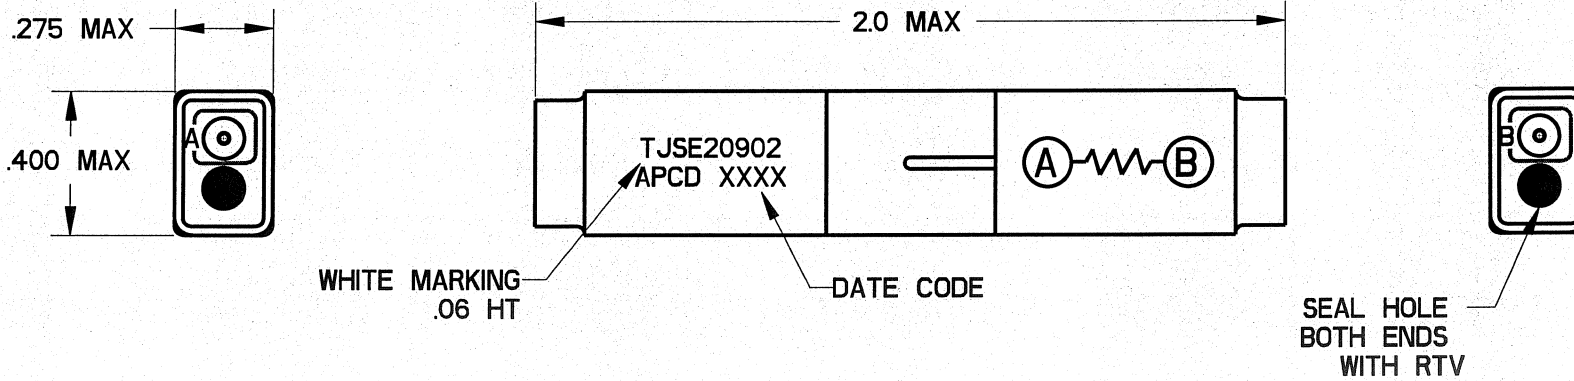 .275 MAX
2.0 MAX
.400 MAX
A
TJSE20902
APCD XXXX
A
B
B
WHITE MARKING
.06 HT
DATE CODE
SEAL HOLE
BOTH ENDS
WITH RTV